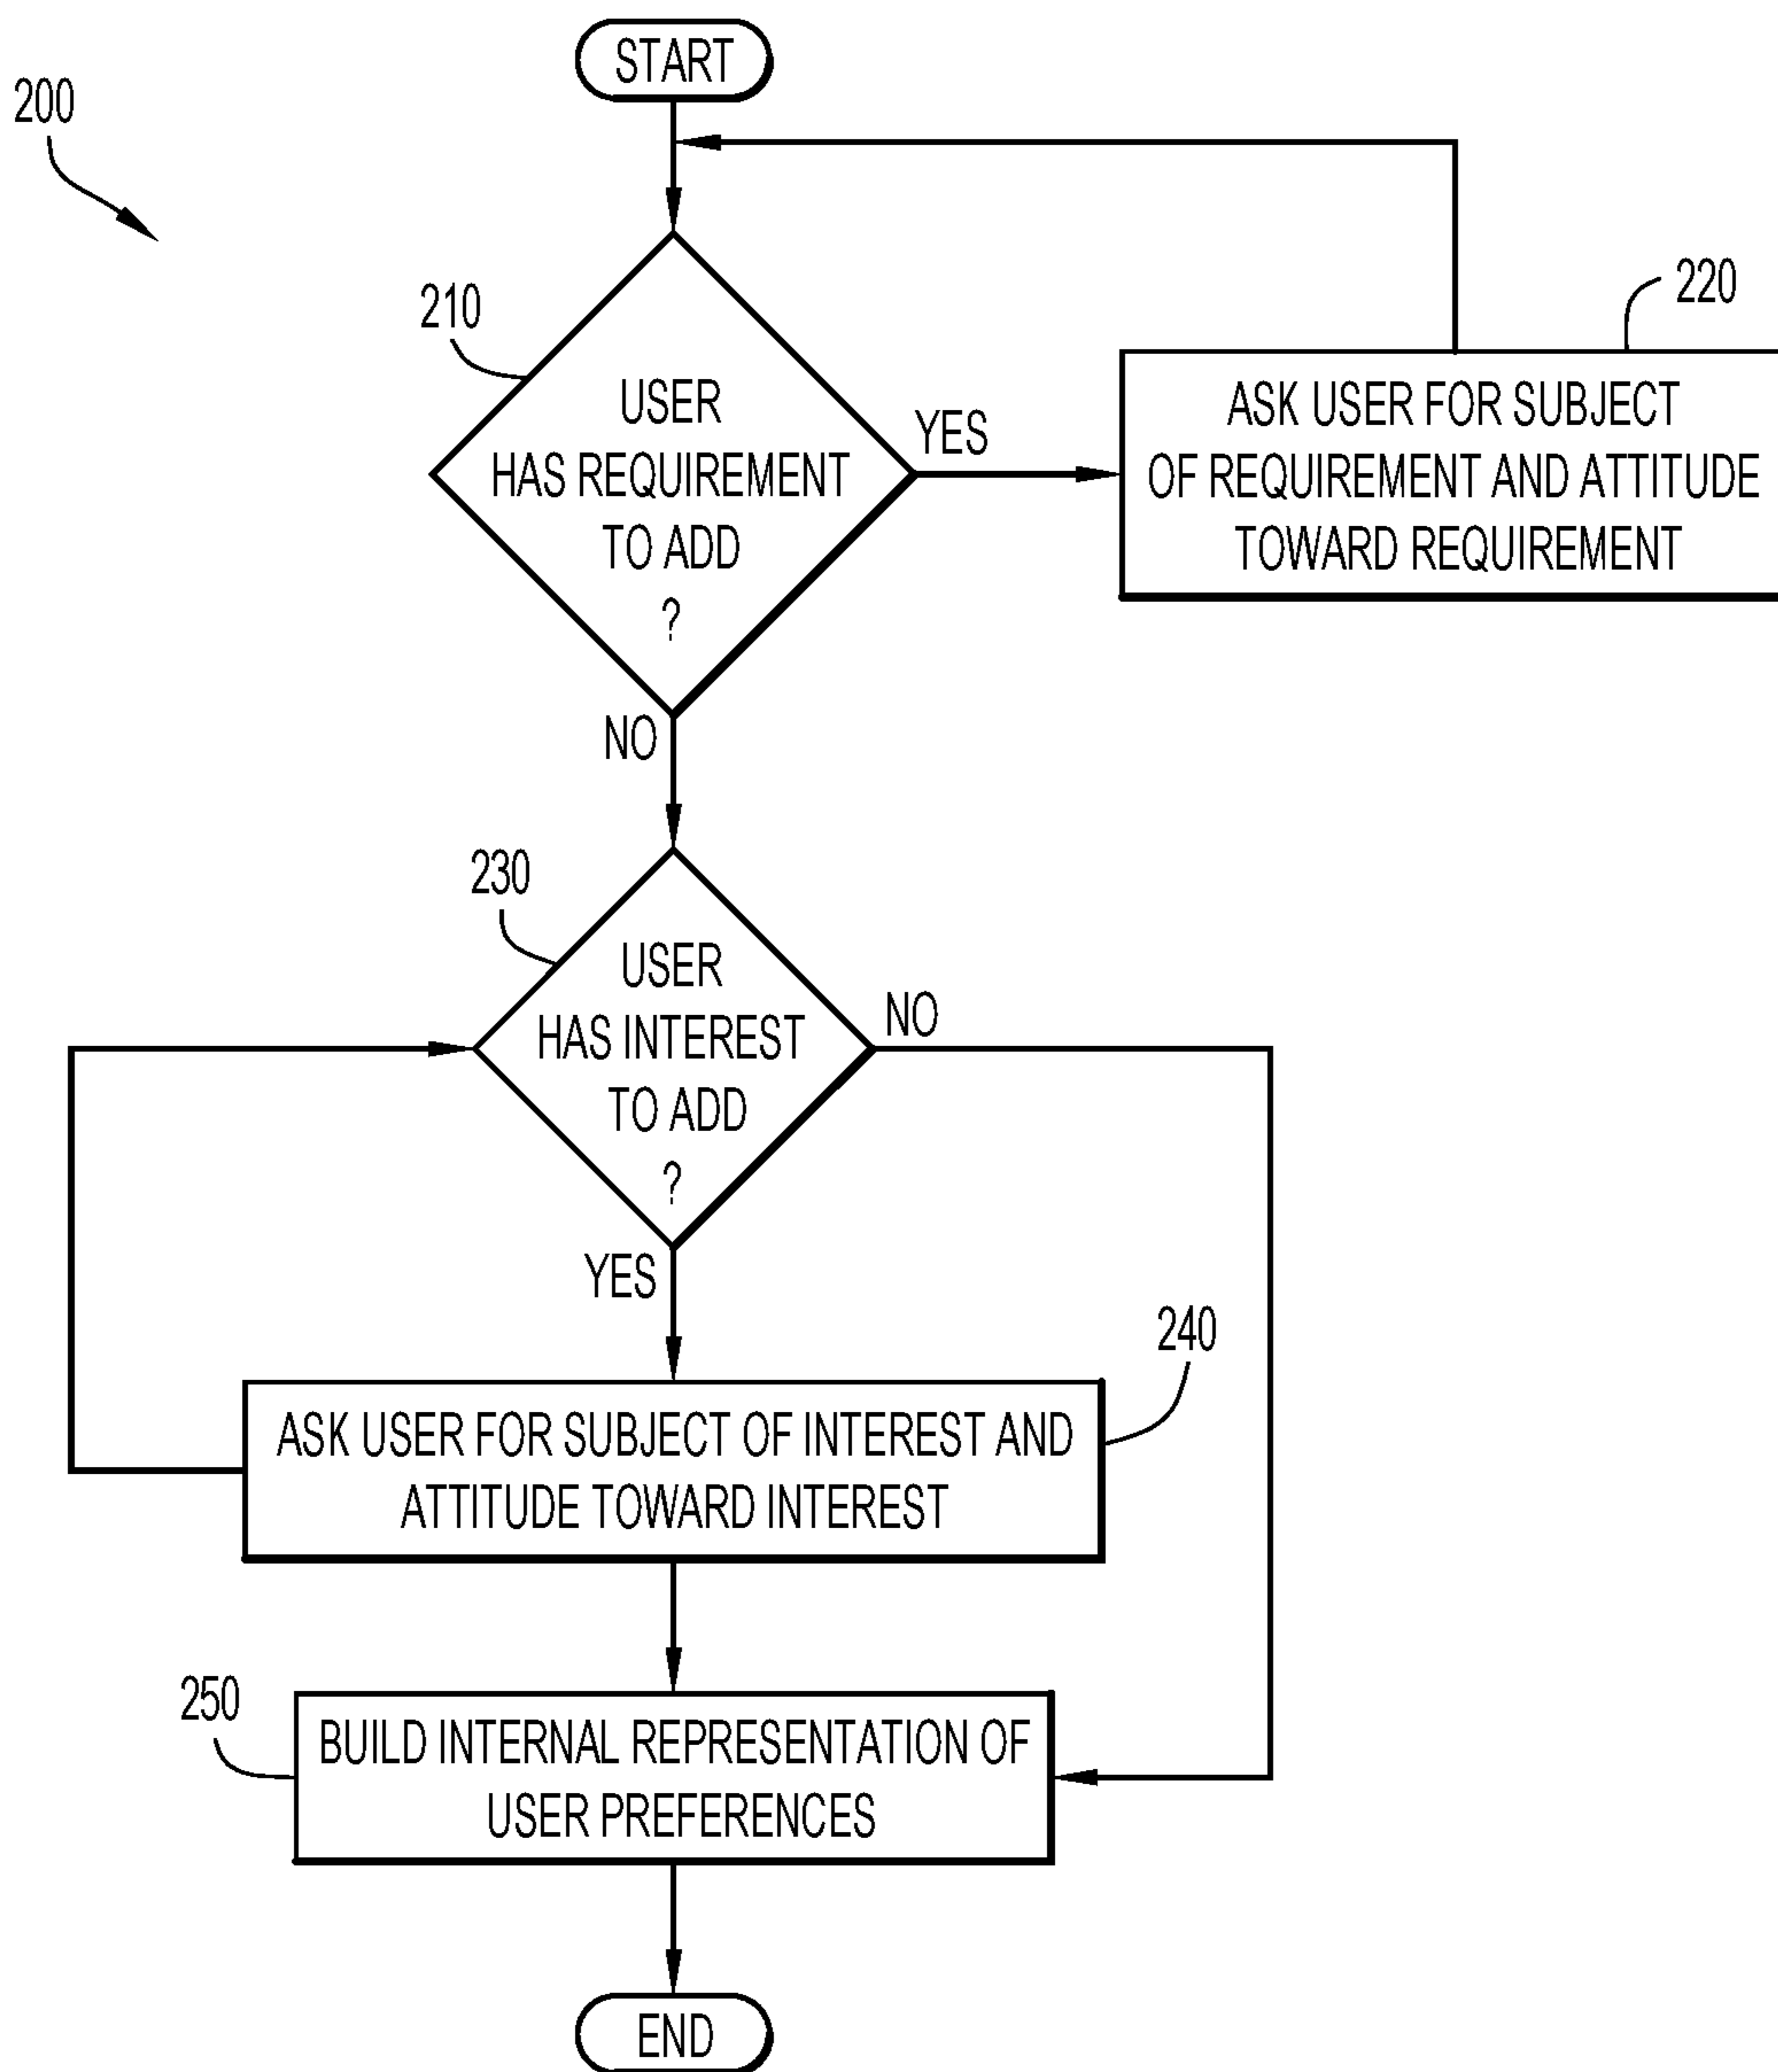 START
200
210
USER
HAS REQUIREMENT
TO ADD
?
YES
220
ASK USER FOR SUBJECT
OF REQUIREMENT AND ATTITUDE
TOWARD REQUIREMENT
NO
230
USER
HAS INTEREST
TO ADD
?
NO
YES
240
ASK USER FOR SUBJECT OF INTEREST AND
ATTITUDE TOWARD INTEREST
250
BUILD INTERNAL REPRESENTATION OF
USER PREFERENCES
END